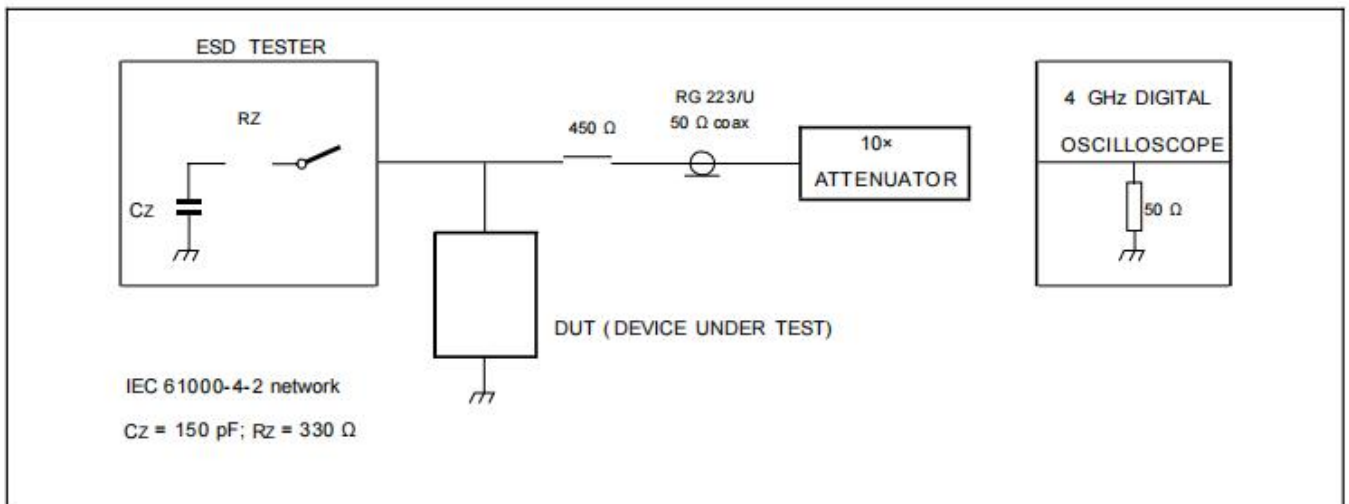 ESD TESTER
RZ
CZ
450 Ω
RG 223/U
50 Ω coax
10×
ATTENUATOR
4 GHz DIGITAL
OSCILLOSCOPE
50 Ω
DUT (DEVICE UNDER TEST)
IEC 61000-4-2 network
CZ = 150 pF; RZ = 330 Ω